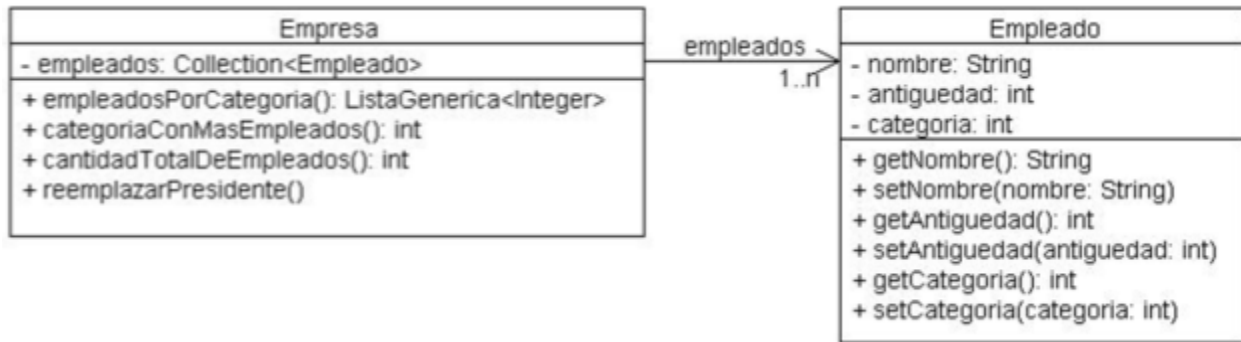 Empresa
- empleados: Collection<Empleado>
+ empleadosPorCategoria(): ListaGenerica<Integer>
+ categoriaConMasEmpleados(): int
+ cantidadTotalDeEmpleados(): int
+ reemplazarPresidente()
empleados
1..n
Empleado
- nombre: String
- antiguedad: int
- categoria: int
+ getNombre(): String
+ setNombre(nombre: String)
+ getAntiguedad(): int
+ setAntiguedad(antiguedad: int)
+ getCategoria(): int
+ setCategoria(categoria: int)